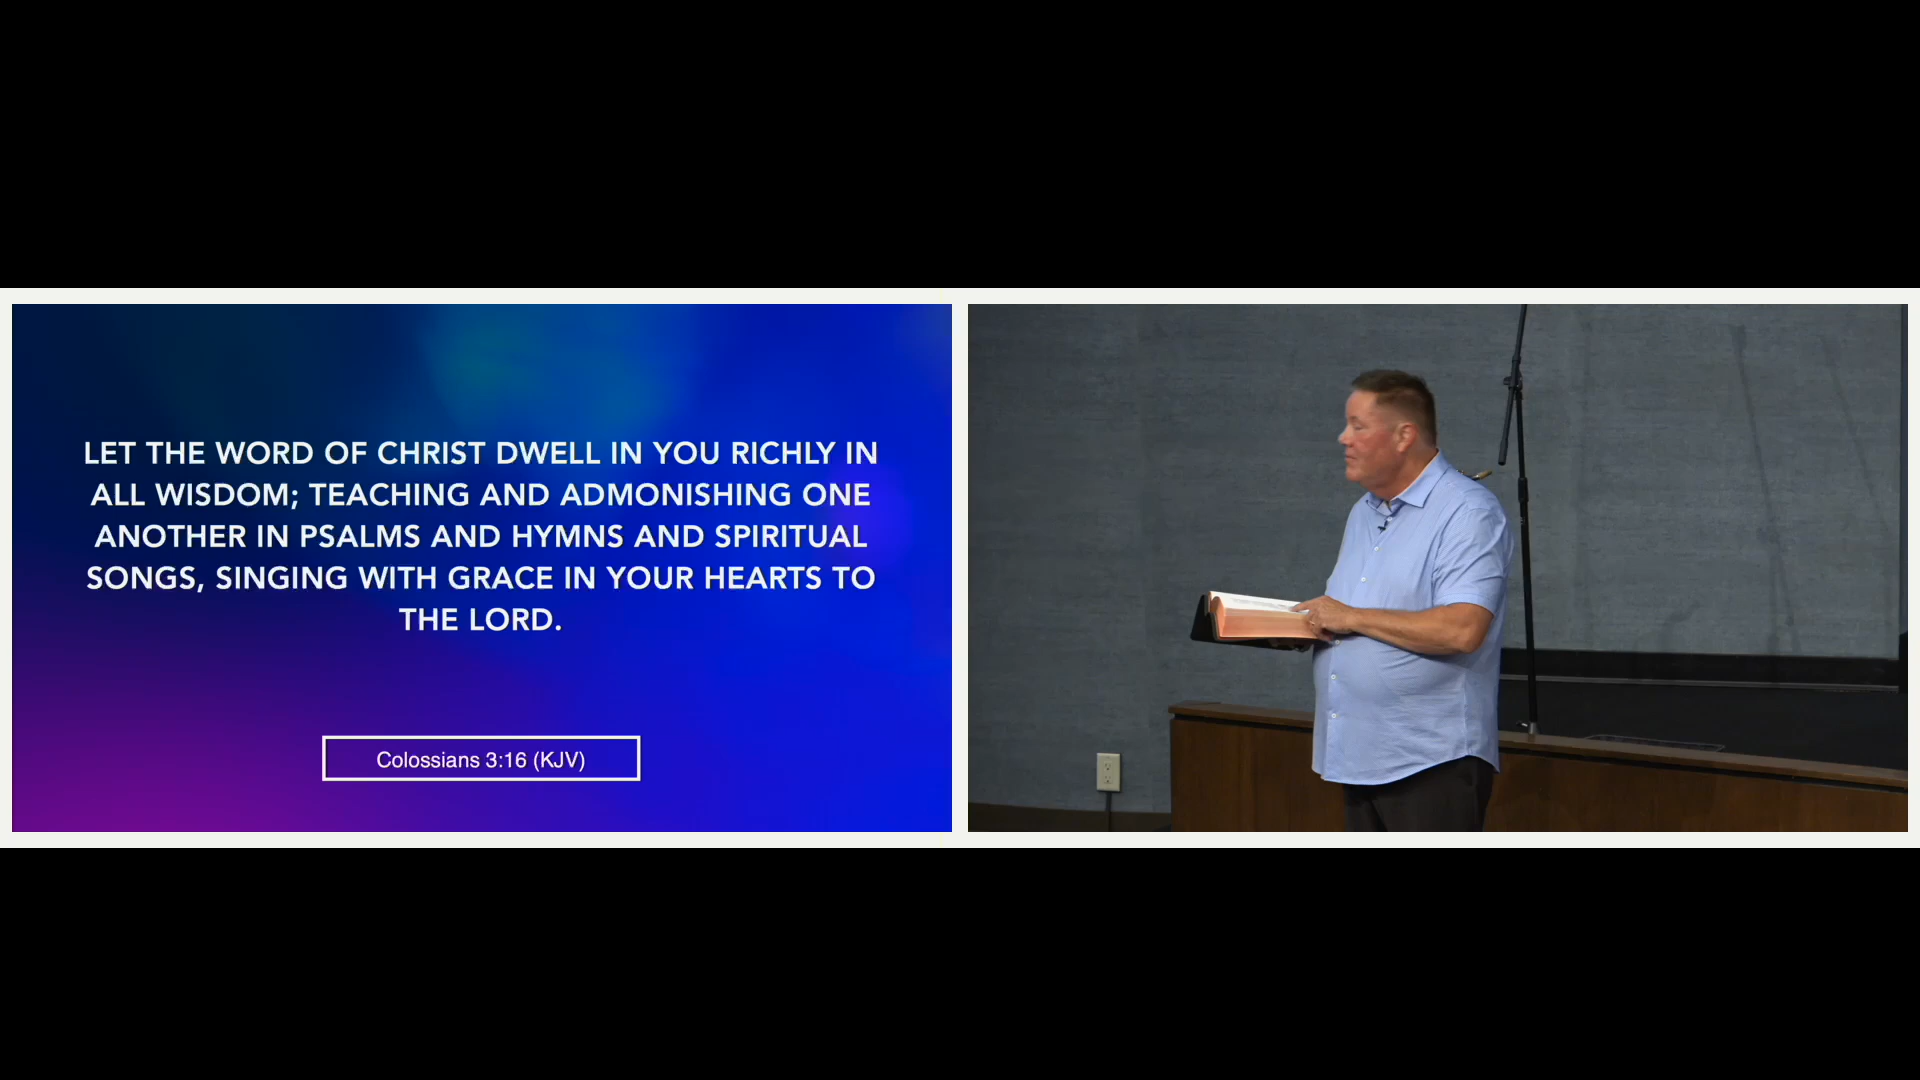 LET THE WORD OF CHRIST DWELL IN YOU RICHLY IN
ALL WISDOM; TEACHING AND ADMONISHING ONE
ANOTHER IN PSALMS AND HYMNS AND SPIRITUAL
SONGS, SINGING WITH GRACE IN YOUR HEARTS TO
THE LORD.
Colossians 3:16 (KJV)